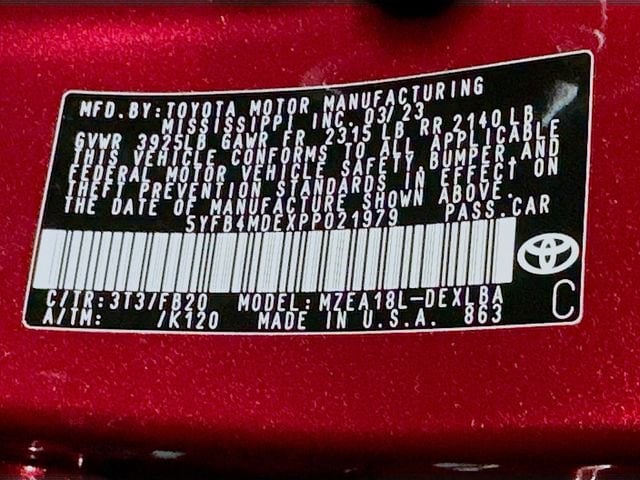 MFD.BY:TOYOTA MOTOR MANUFACTURING
MISSISSIPPI INC. 03/23
GVWR 3925LB GAWR FR 2315 LB RR 2140 LB
THIS VEHICLE CONFORMS TO ALL APPLICABLE
FEDERAL MOTOR VEHICLE SAFETY, BUMPER, AND
THEFT PREVENTION STANDARDS IN EFFECT ON
THE DATE OF MANUFACTURE SHOWN ABOVE.
5YFB4MDEXPP021979 PASS.CAR
C/TR:3T3/FB20 MODEL:MZEA18L-DEXLBA
A/TM: /K120 MADE IN U.S.A. 863
C